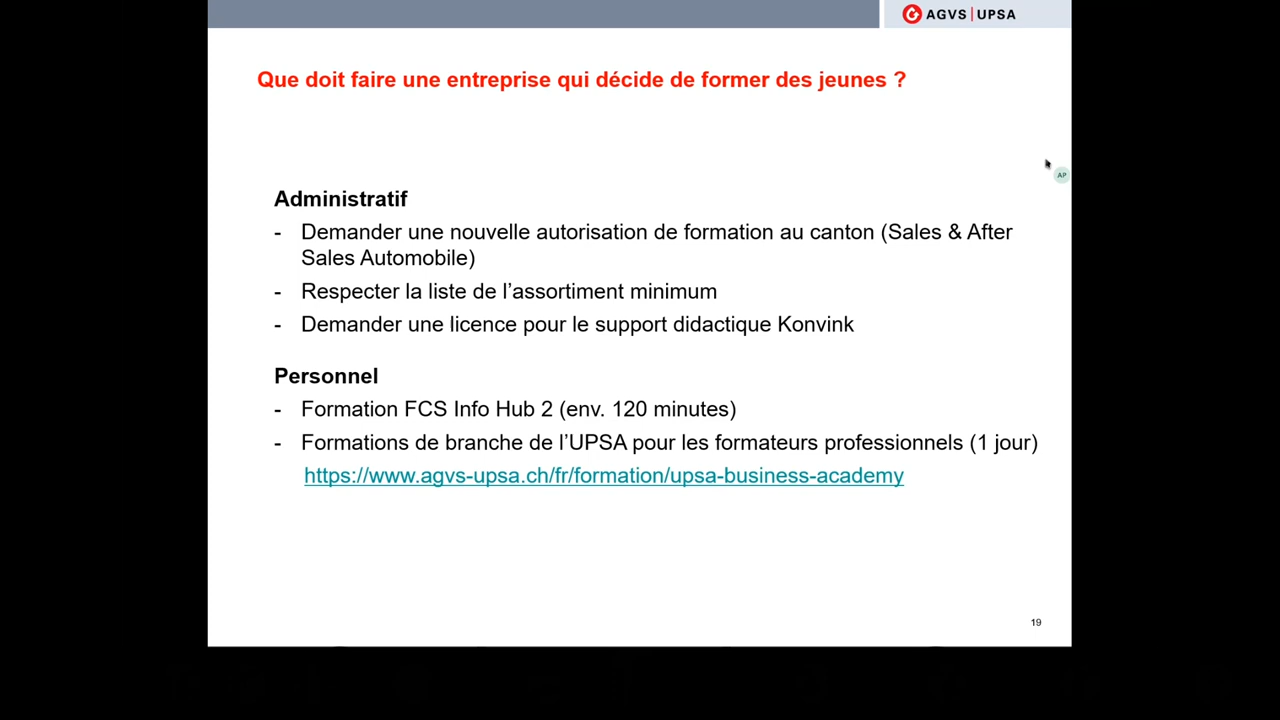 AGVS|UPSA
Que doit faire une entreprise qui décide de former des jeunes ?
AP
Administratif
- Demander une nouvelle autorisation de formation au canton (Sales & After
Sales Automobile)
- Respecter la liste de l’assortiment minimum
- Demander une licence pour le support didactique Konvink
Personnel
- Formation FCS Info Hub 2 (env. 120 minutes)
- Formations de branche de l’UPSA pour les formateurs professionnels (1 jour)
https://www.agvs-upsa.ch/fr/formation/upsa-business-academy
19